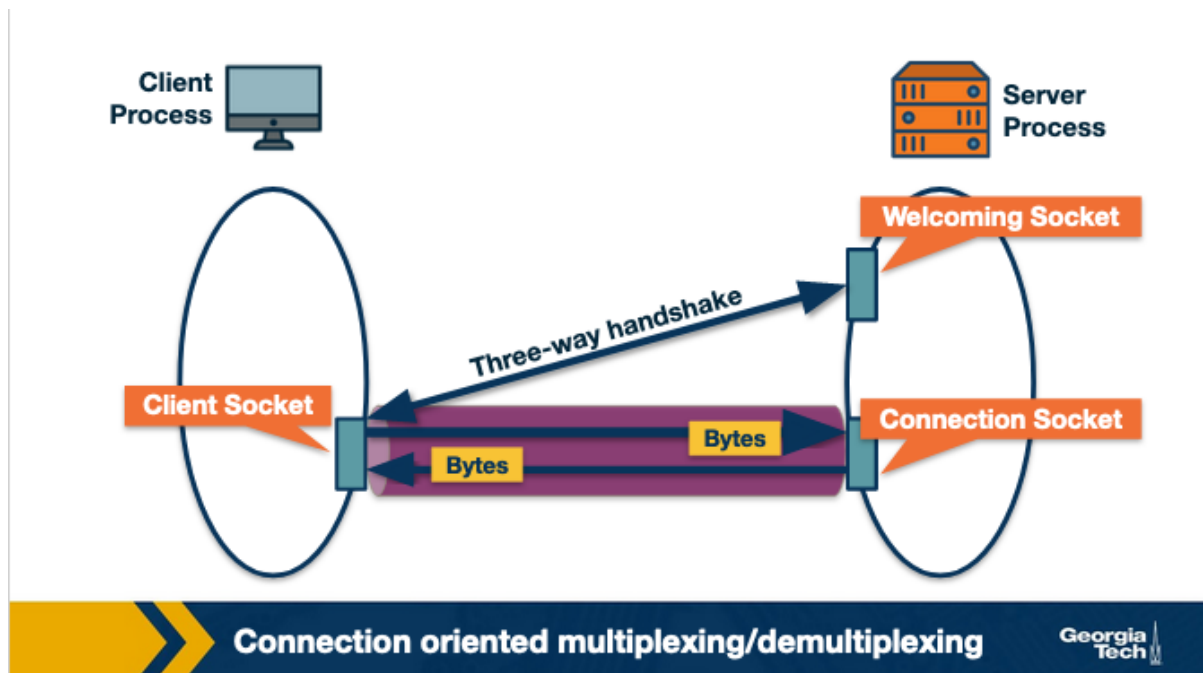 Client
Process
Server
Process
Welcoming Socket
Three-way handshake
Client Socket
Connection Socket
Bytes
Bytes
Connection oriented multiplexing/demultiplexing
Georgia
Tech